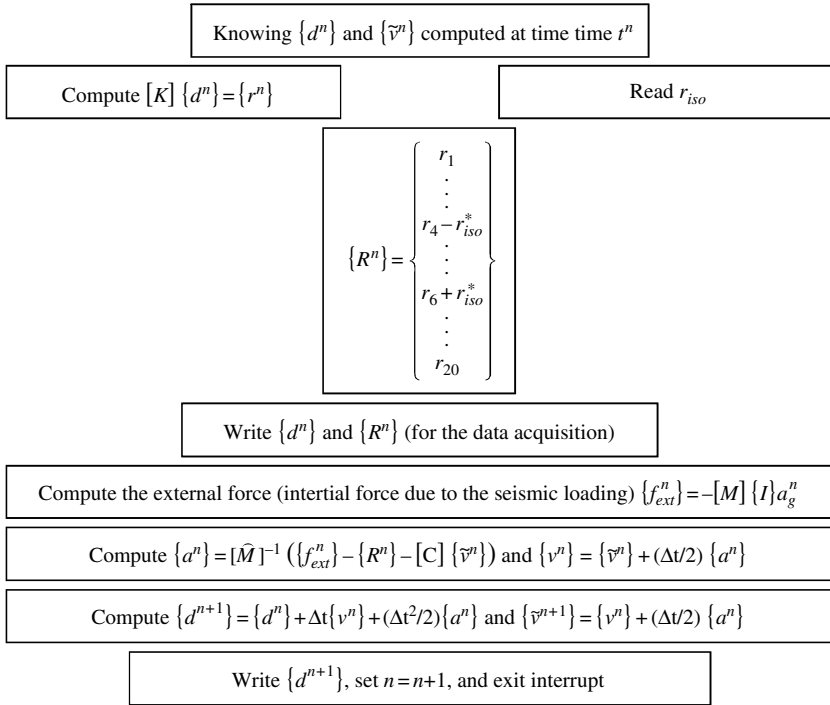 Knowing {d^n} and {ṽ^n} computed at time time t^n
Compute [K] {d^n} = {r^n}
Read r_iso
{R^n} = { r_1
.
.
.
r_4 − r*_iso
.
.
.
r_6 + r*_iso
.
.
.
r_20 }
Write {d^n} and {R^n} (for the data acquisition)
Compute the external force (intertial force due to the seismic loading) {f^n_ext} = –[M] {I}a^n_g
Compute {a^n} = [M̂ ]^-1 ({f^n_ext} − {R^n} − [C] {ṽ^n}) and {v^n} = {ṽ^n} + (Δt/2) {a^n}
Compute {d^n+1} = {d^n} + Δt{v^n} + (Δt^2/2){a^n} and {ṽ^n+1} = {v^n} + (Δt/2) {a^n}
Write {d^n+1}, set n = n+1, and exit interrupt